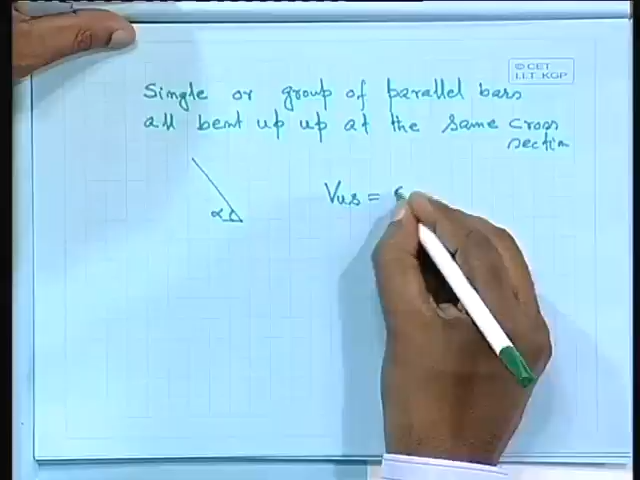 © CET
I.I.T. KGP
Single or group of parallel bars
all bent up up at the same cross
section
α
Vus =